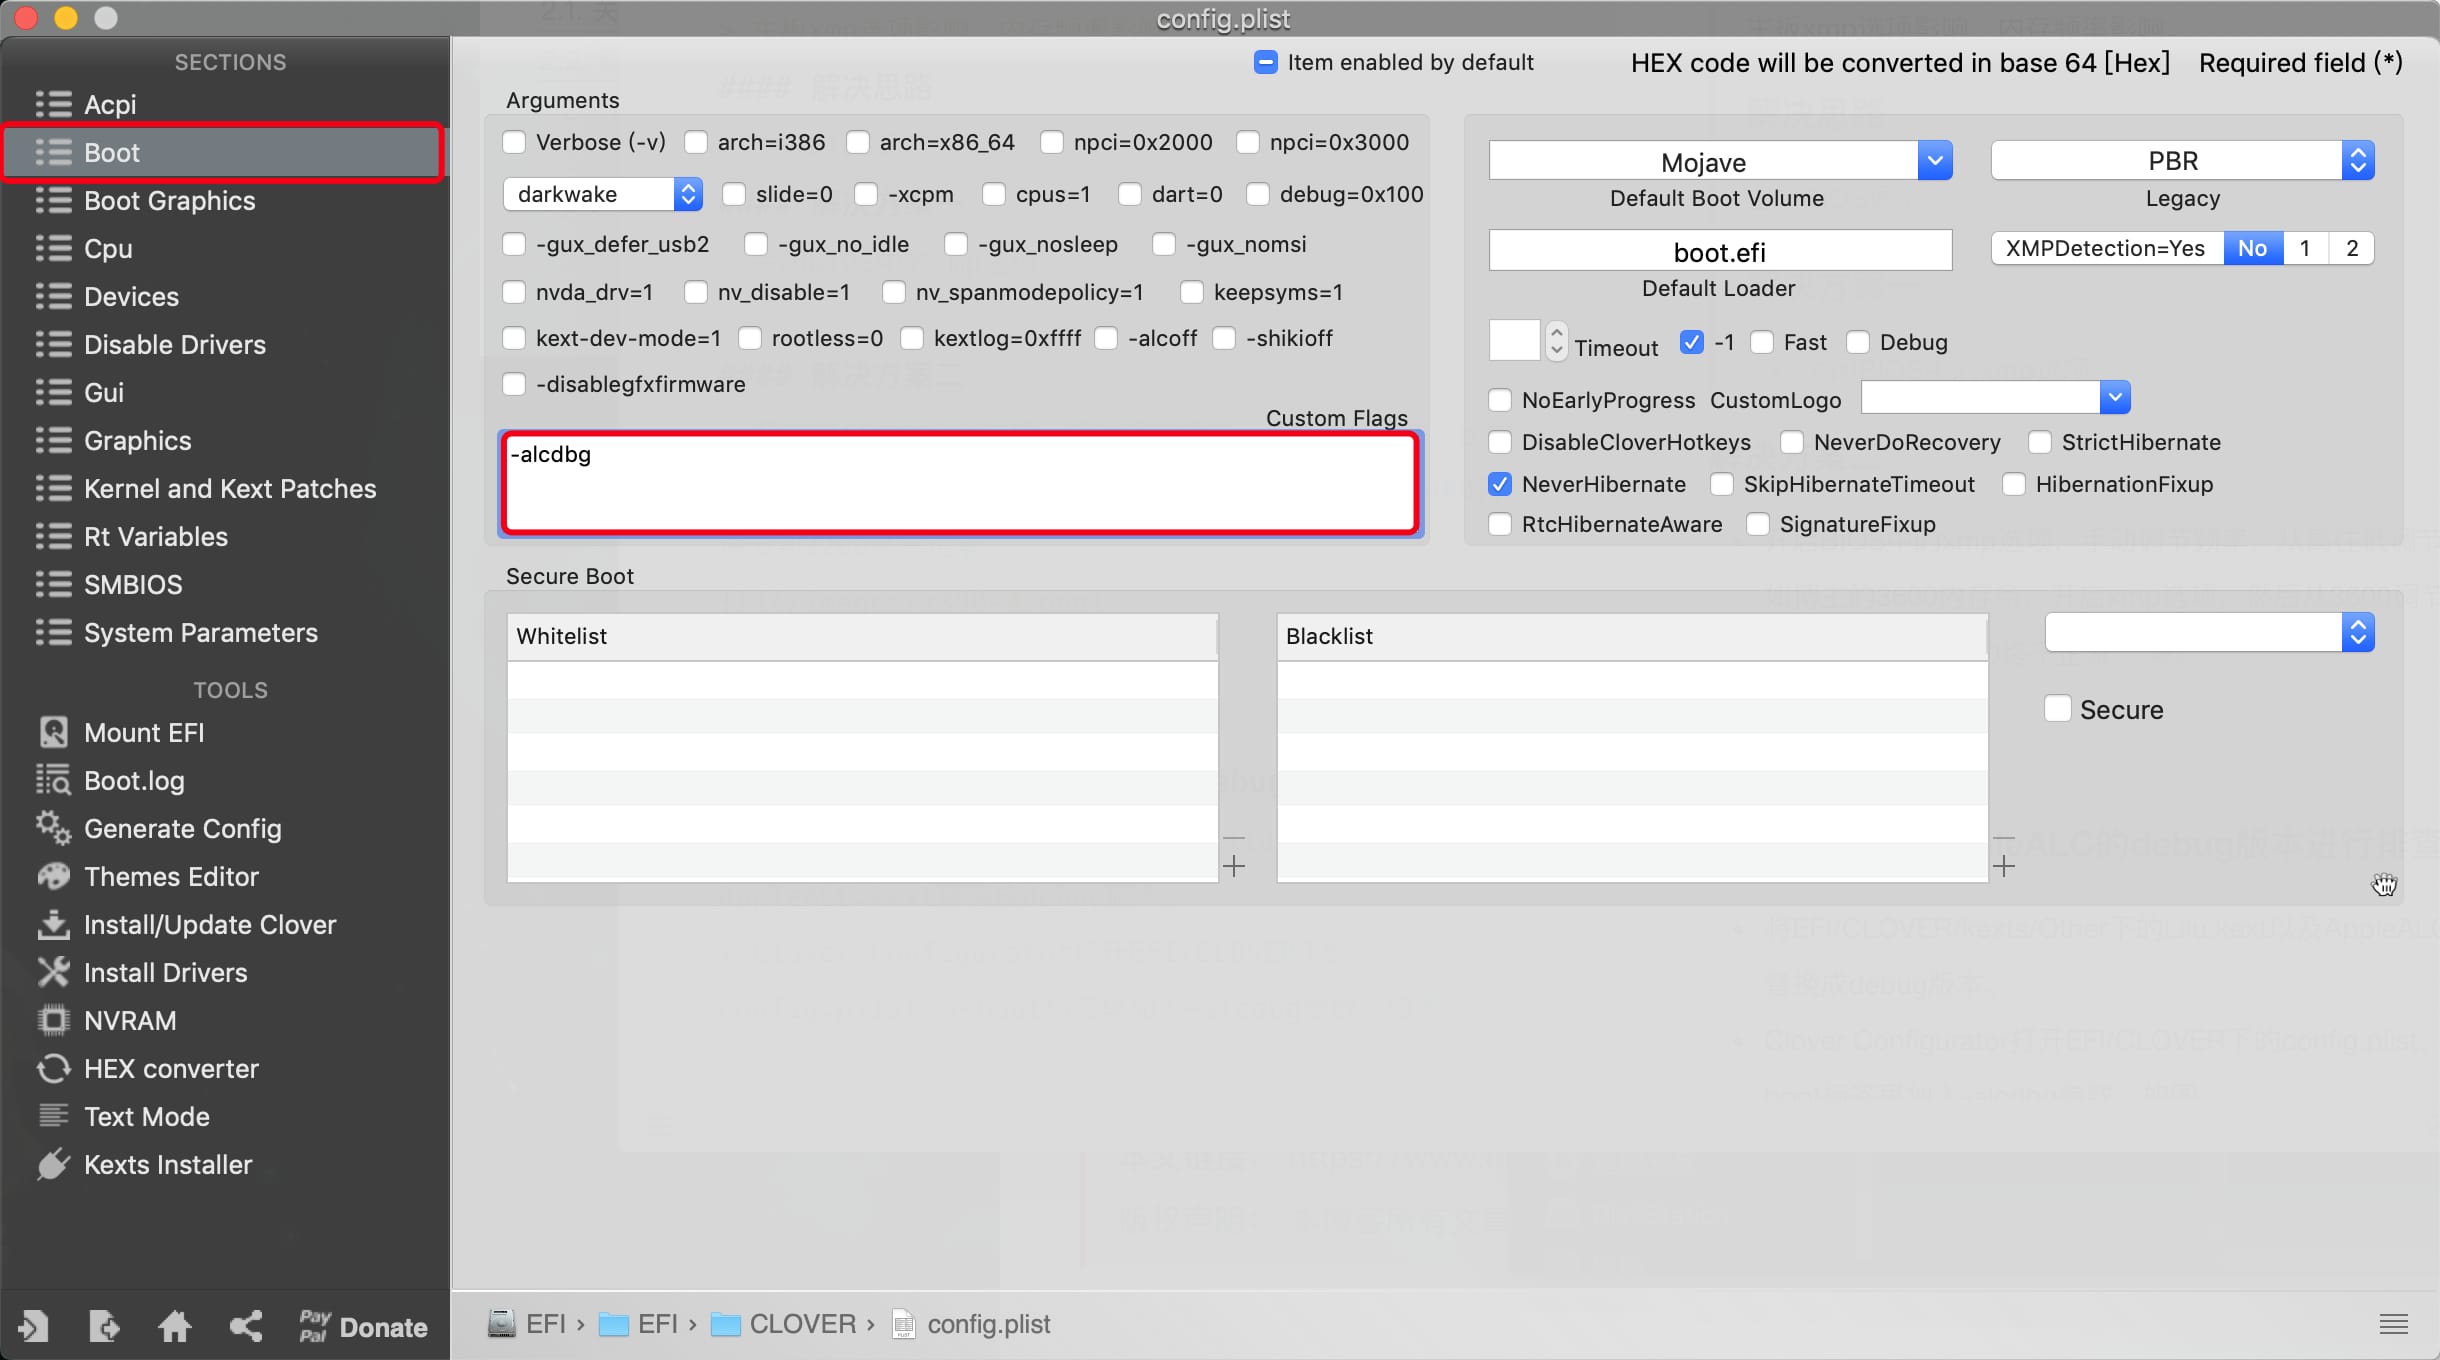 config.plist
SECTIONS
Acpi
Boot
Boot Graphics
Cpu
Devices
Disable Drivers
Gui
Graphics
Kernel and Kext Patches
Rt Variables
SMBIOS
System Parameters
TOOLS
Mount EFI
Boot.log
Generate Config
Themes Editor
Install/Update Clover
Install Drivers
NVRAM
HEX converter
Text Mode
Kexts Installer
PayPal Donate
Item enabled by default HEX code will be converted in base 64 [Hex] Required field (*)
Arguments
Verbose (-v) arch=i386 arch=x86_64 npci=0x2000 npci=0x3000
darkwake slide=0 -xcpm cpus=1 dart=0 debug=0x100
-gux_defer_usb2 -gux_no_idle -gux_nosleep -gux_nomsi
nvda_drv=1 nv_disable=1 nv_spanmodepolicy=1 keepsyms=1
kext-dev-mode=1 rootless=0 kextlog=0xffff -alcoff -shikioff
-disablegfxfirmware
Custom Flags
-alcdbg
Mojave PBR
Default Boot Volume Legacy
boot.efi XMPDetection=Yes No 1 2
Default Loader
Timeout -1 Fast Debug
NoEarlyProgress CustomLogo
DisableCloverHotkeys NeverDoRecovery StrictHibernate
NeverHibernate SkipHibernateTimeout HibernationFixup
RtcHibernateAware SignatureFixup
Secure Boot
Whitelist Blacklist
Secure
EFI › EFI › CLOVER › config.plist